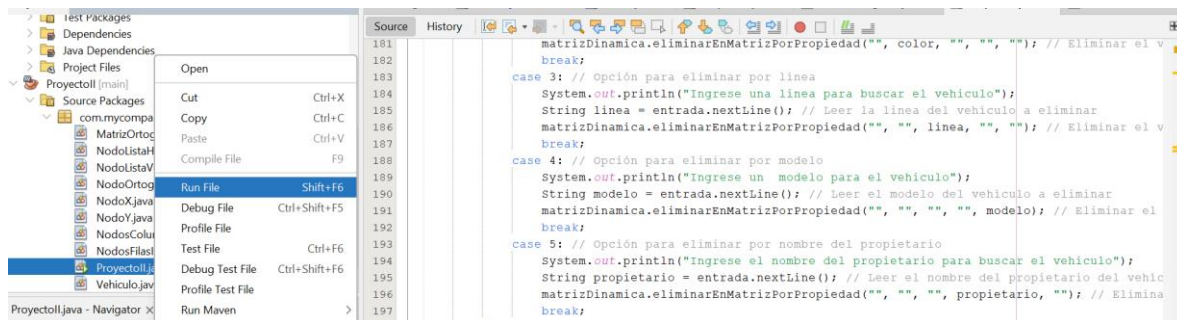 Test Packages
Dependencies
Java Dependencies
Project Files
ProyectoII [main]
Source Packages
com.mycompa
MatrizOrtog
NodoListaH
NodoListaV
NodoOrtog
NodoX.java
NodoY.java
NodosColu
NodosFilas
ProyectoII.ja
Vehiculo.jav
ProyectoII.java - Navigator
Open
Cut Ctrl+X
Copy Ctrl+C
Paste Ctrl+V
Compile File F9
Run File Shift+F6
Debug File Ctrl+Shift+F5
Profile File
Test File Ctrl+F6
Debug Test File Ctrl+Shift+F6
Profile Test File
Run Maven
Source History
181 matrizDinamica.eliminarEnMatrizPorPropiedad("", color, "", "", ""); // Eliminar el v
182 break;
183 case 3: // Opción para eliminar por linea
184 System.out.println("Ingrese una linea para buscar el vehiculo");
185 String linea = entrada.nextLine(); // Leer la linea del vehículo a eliminar
186 matrizDinamica.eliminarEnMatrizPorPropiedad("", "", linea, "", ""); // Eliminar el v
187 break;
188 case 4: // Opción para eliminar por modelo
189 System.out.println("Ingrese un  modelo para el vehiculo");
190 String modelo = entrada.nextLine(); // Leer el modelo del vehículo a eliminar
191 matrizDinamica.eliminarEnMatrizPorPropiedad("", "", "", "", modelo); // Eliminar el
192 break;
193 case 5: // Opción para eliminar por nombre del propietario
194 System.out.println("Ingrese el nombre del propietario para buscar el vehiculo");
195 String propietario = entrada.nextLine(); // Leer el nombre del propietario del vehíc
196 matrizDinamica.eliminarEnMatrizPorPropiedad("", "", "", propietario, ""); // Elimina
197 break;